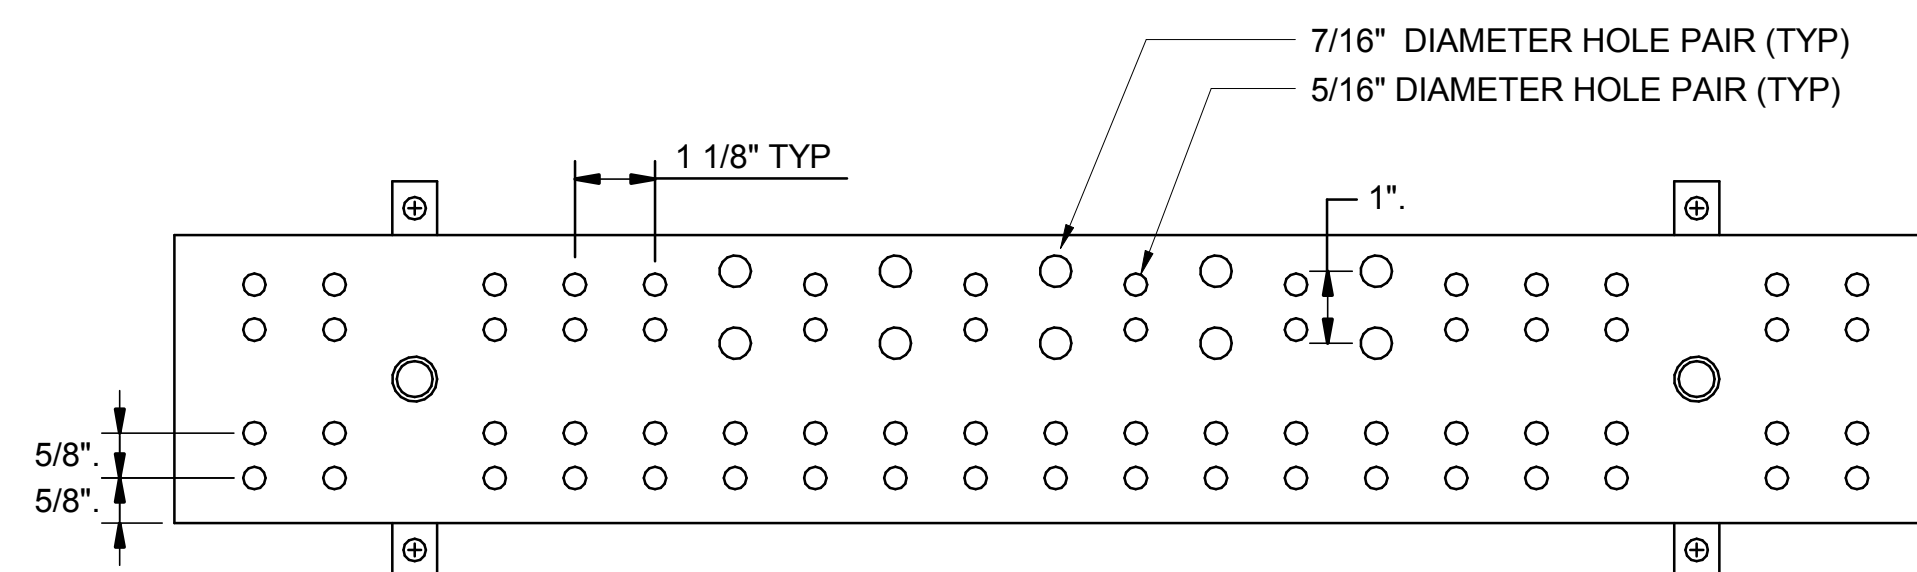 7/16"  DIAMETER HOLE PAIR (TYP)
5/16" DIAMETER HOLE PAIR (TYP)
1 1/8" TYP
1".
5/8".
5/8".